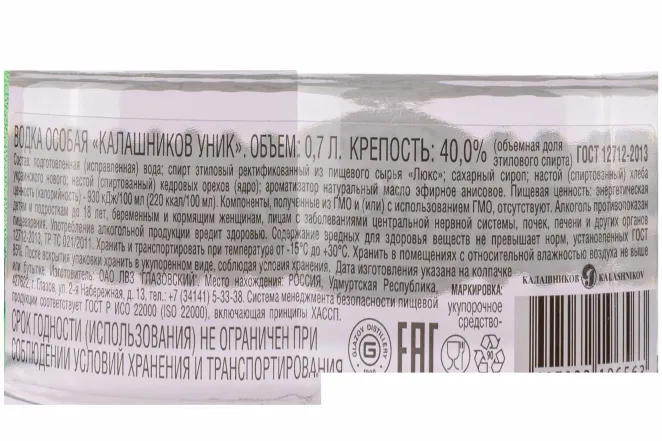 ВОДКА ОСОБАЯ «КАЛАШНИКОВ УНИК». ОБЪЕМ: 0,7 Л. КРЕПОСТЬ: 40,0% (объемная доля этилового спирта) ГОСТ 12712-2013
Состав: подготовленная (исправленная) вода; спирт этиловый ректификованный из пищевого сырья «Люкс»; сахарный сироп; настой (спиртованный) хлеба
украинского нового; настой (спиртованный) кедровых орехов (ядро); ароматизатор натуральный масло эфирное анисовое. Пищевая ценность: энергетическая
ценность (калорийность) - 930 кДж/100 мл (220 ккал/100 мл). Компоненты, полученные из ГМО и (или) с использованием ГМО, отсутствуют. Алкоголь противопоказан
детям и подросткам до 18 лет, беременным и кормящим женщинам, лицам с заболеваниями центральной нервной системы, почек, печени и других органов
пищеварения. Употребление алкогольной продукции вредит здоровью. Содержание вредных для здоровья веществ не превышает норм, установленных ГОСТ
12712-2013, ТР ТС 021/2011. Хранить и транспортировать при температуре от -15°С до +30°С. Хранить в помещениях с относительной влажностью воздуха не выше
85%. После вскрытия упаковки хранить в укупоренном виде, соблюдая условия хранения. Дата изготовления указана на колпачке
или бутылке. Изготовитель: ОАО ЛВЗ "ГЛАЗОВСКИЙ". Место нахождения: РОССИЯ, Удмуртская Республика,
427622, г. Глазов, ул. 2-я Набережная, д. 13, тел.: +7 (34141) 5-33-38. Система менеджмента безопасности пищевой
продукции соответствует ГОСТ Р ИСО 22000 (ISO 22000), включающая принципы ХАССП.
СРОК ГОДНОСТИ (ИСПОЛЬЗОВАНИЯ) НЕ ОГРАНИЧЕН ПРИ
СОБЛЮДЕНИИ УСЛОВИЙ ХРАНЕНИЯ И ТРАНСПОРТИРОВАНИЯ
GLAZOV DISTILLERY
G
EAC
МАРКИРОВКА:
укупорочное
средство-
90
КАЛАШНИКОВ KALASHNIKOV